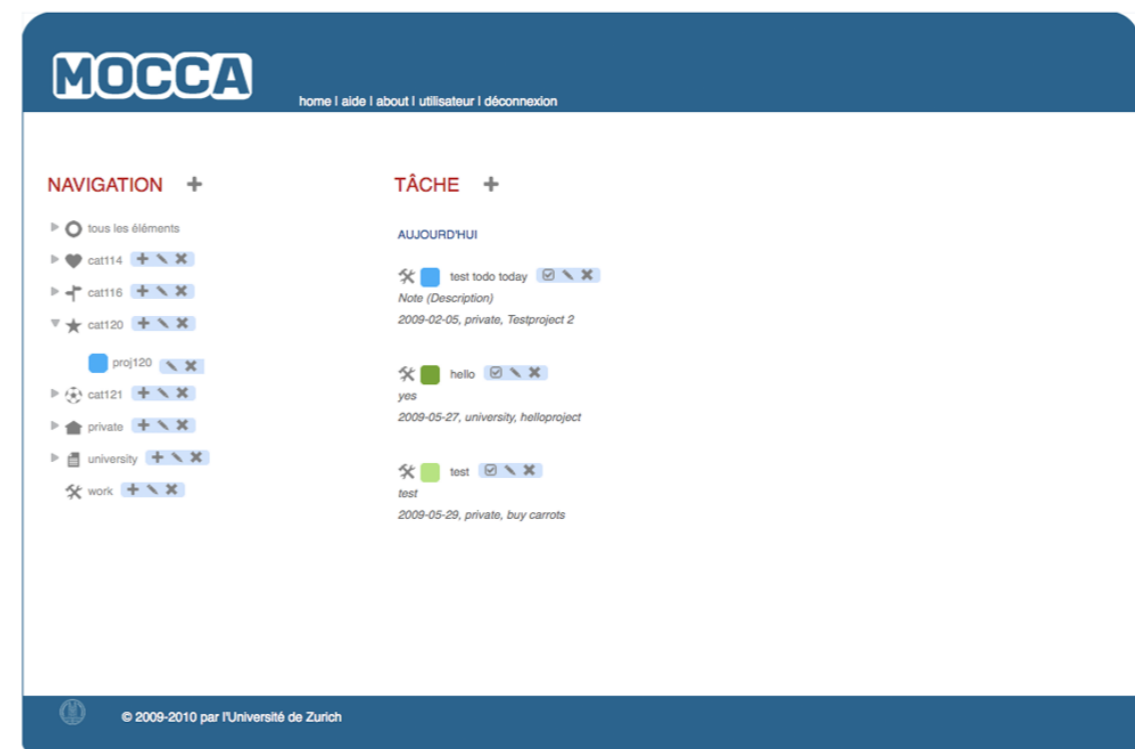 MOCCA
home l aide l about l utilisateur l déconnexion
NAVIGATION
tous les éléments
cat114
cat116
cat120
proj120
cat121
private
university
work
TÂCHE
AUJOURD'HUI
test todo today
Note (Description)
2009-02-05, private, Testproject 2
hello
yes
2009-05-27, university, helloproject
test
test
2009-05-29, private, buy carrots
© 2009-2010 par l'Université de Zurich